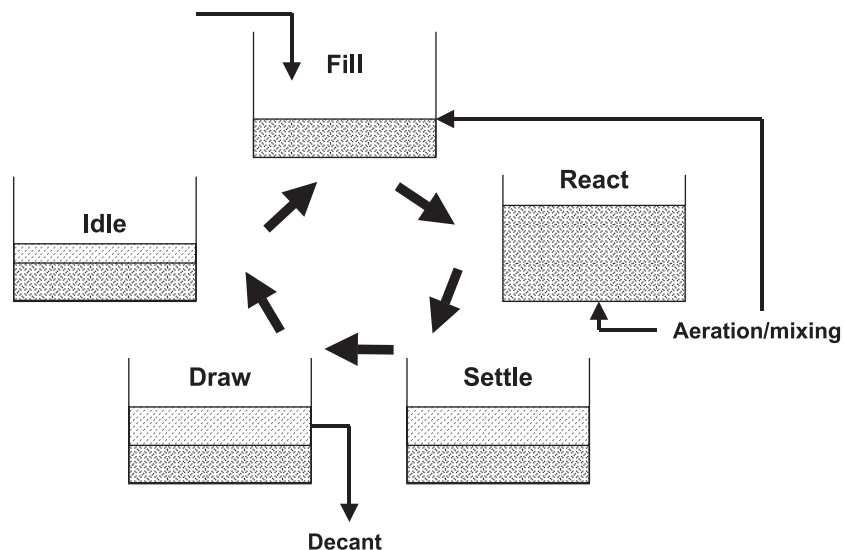 Fill
React
Idle
Aeration/mixing
Draw
Settle
Decant